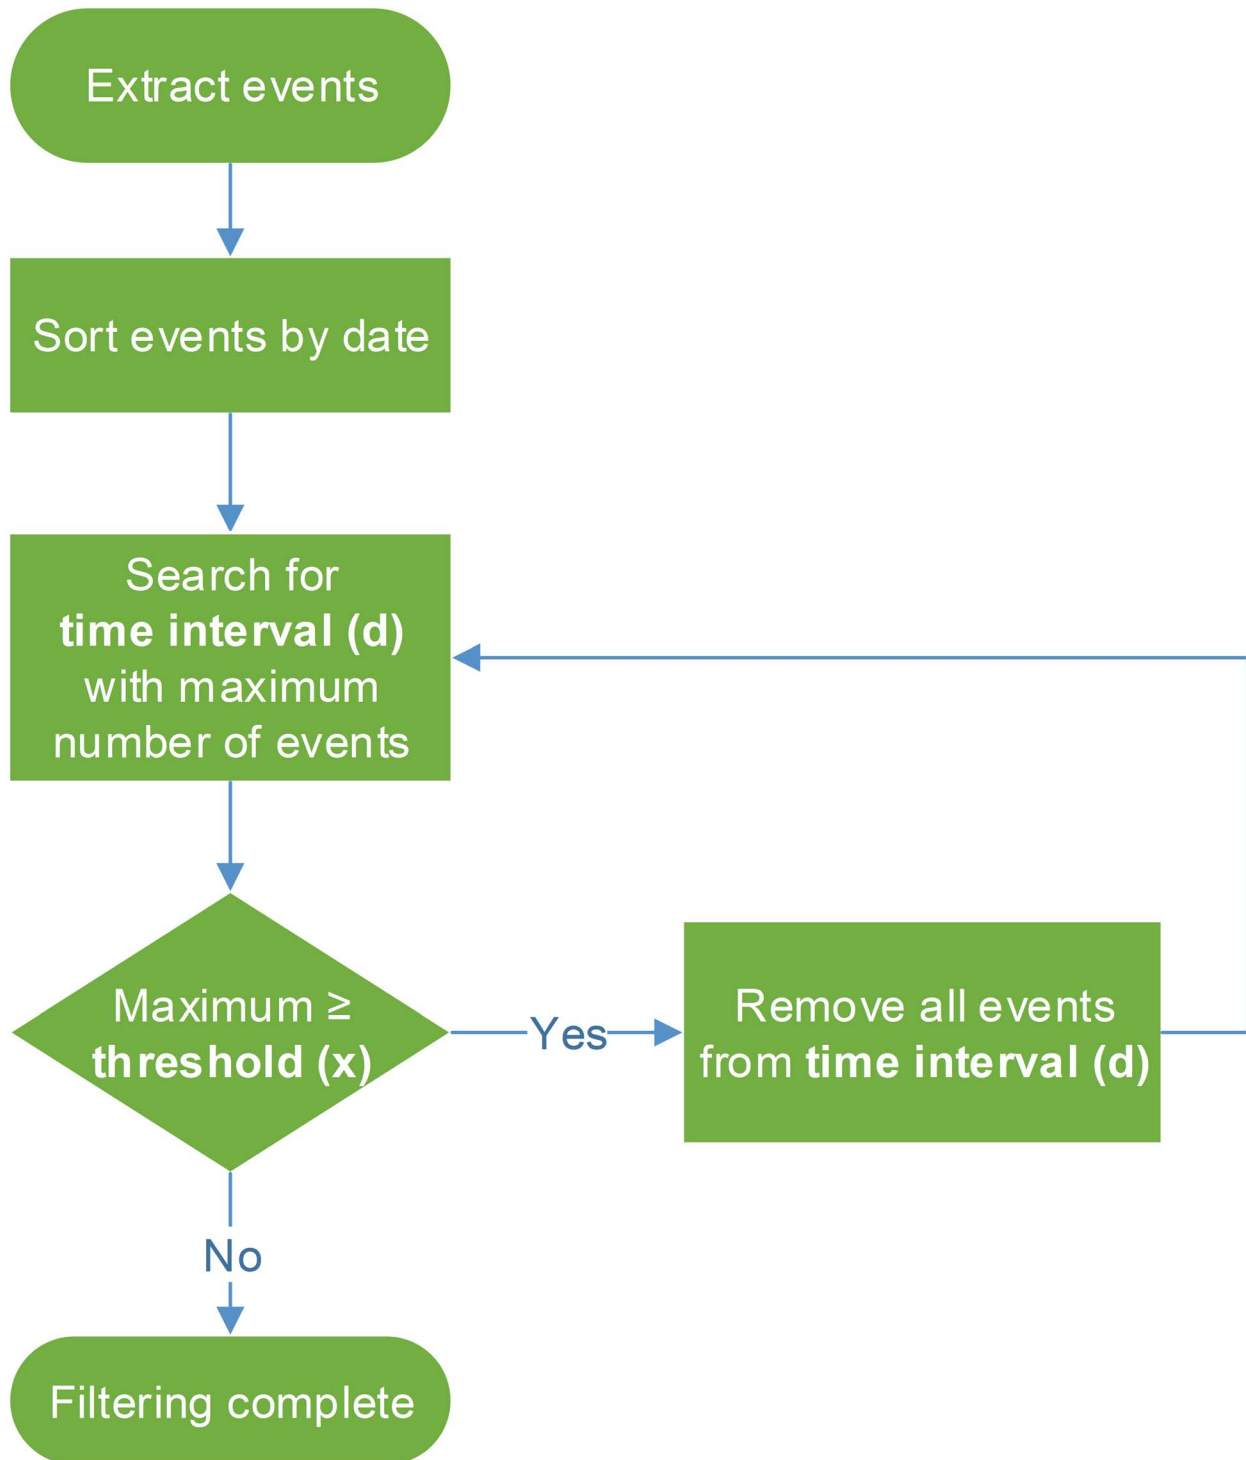 Extract events
Sort events by date
Search for
time interval (d)
with maximum
number of events
Maximum ≥
threshold (x)
Yes
Remove all events
from time interval (d)
No
Filtering complete